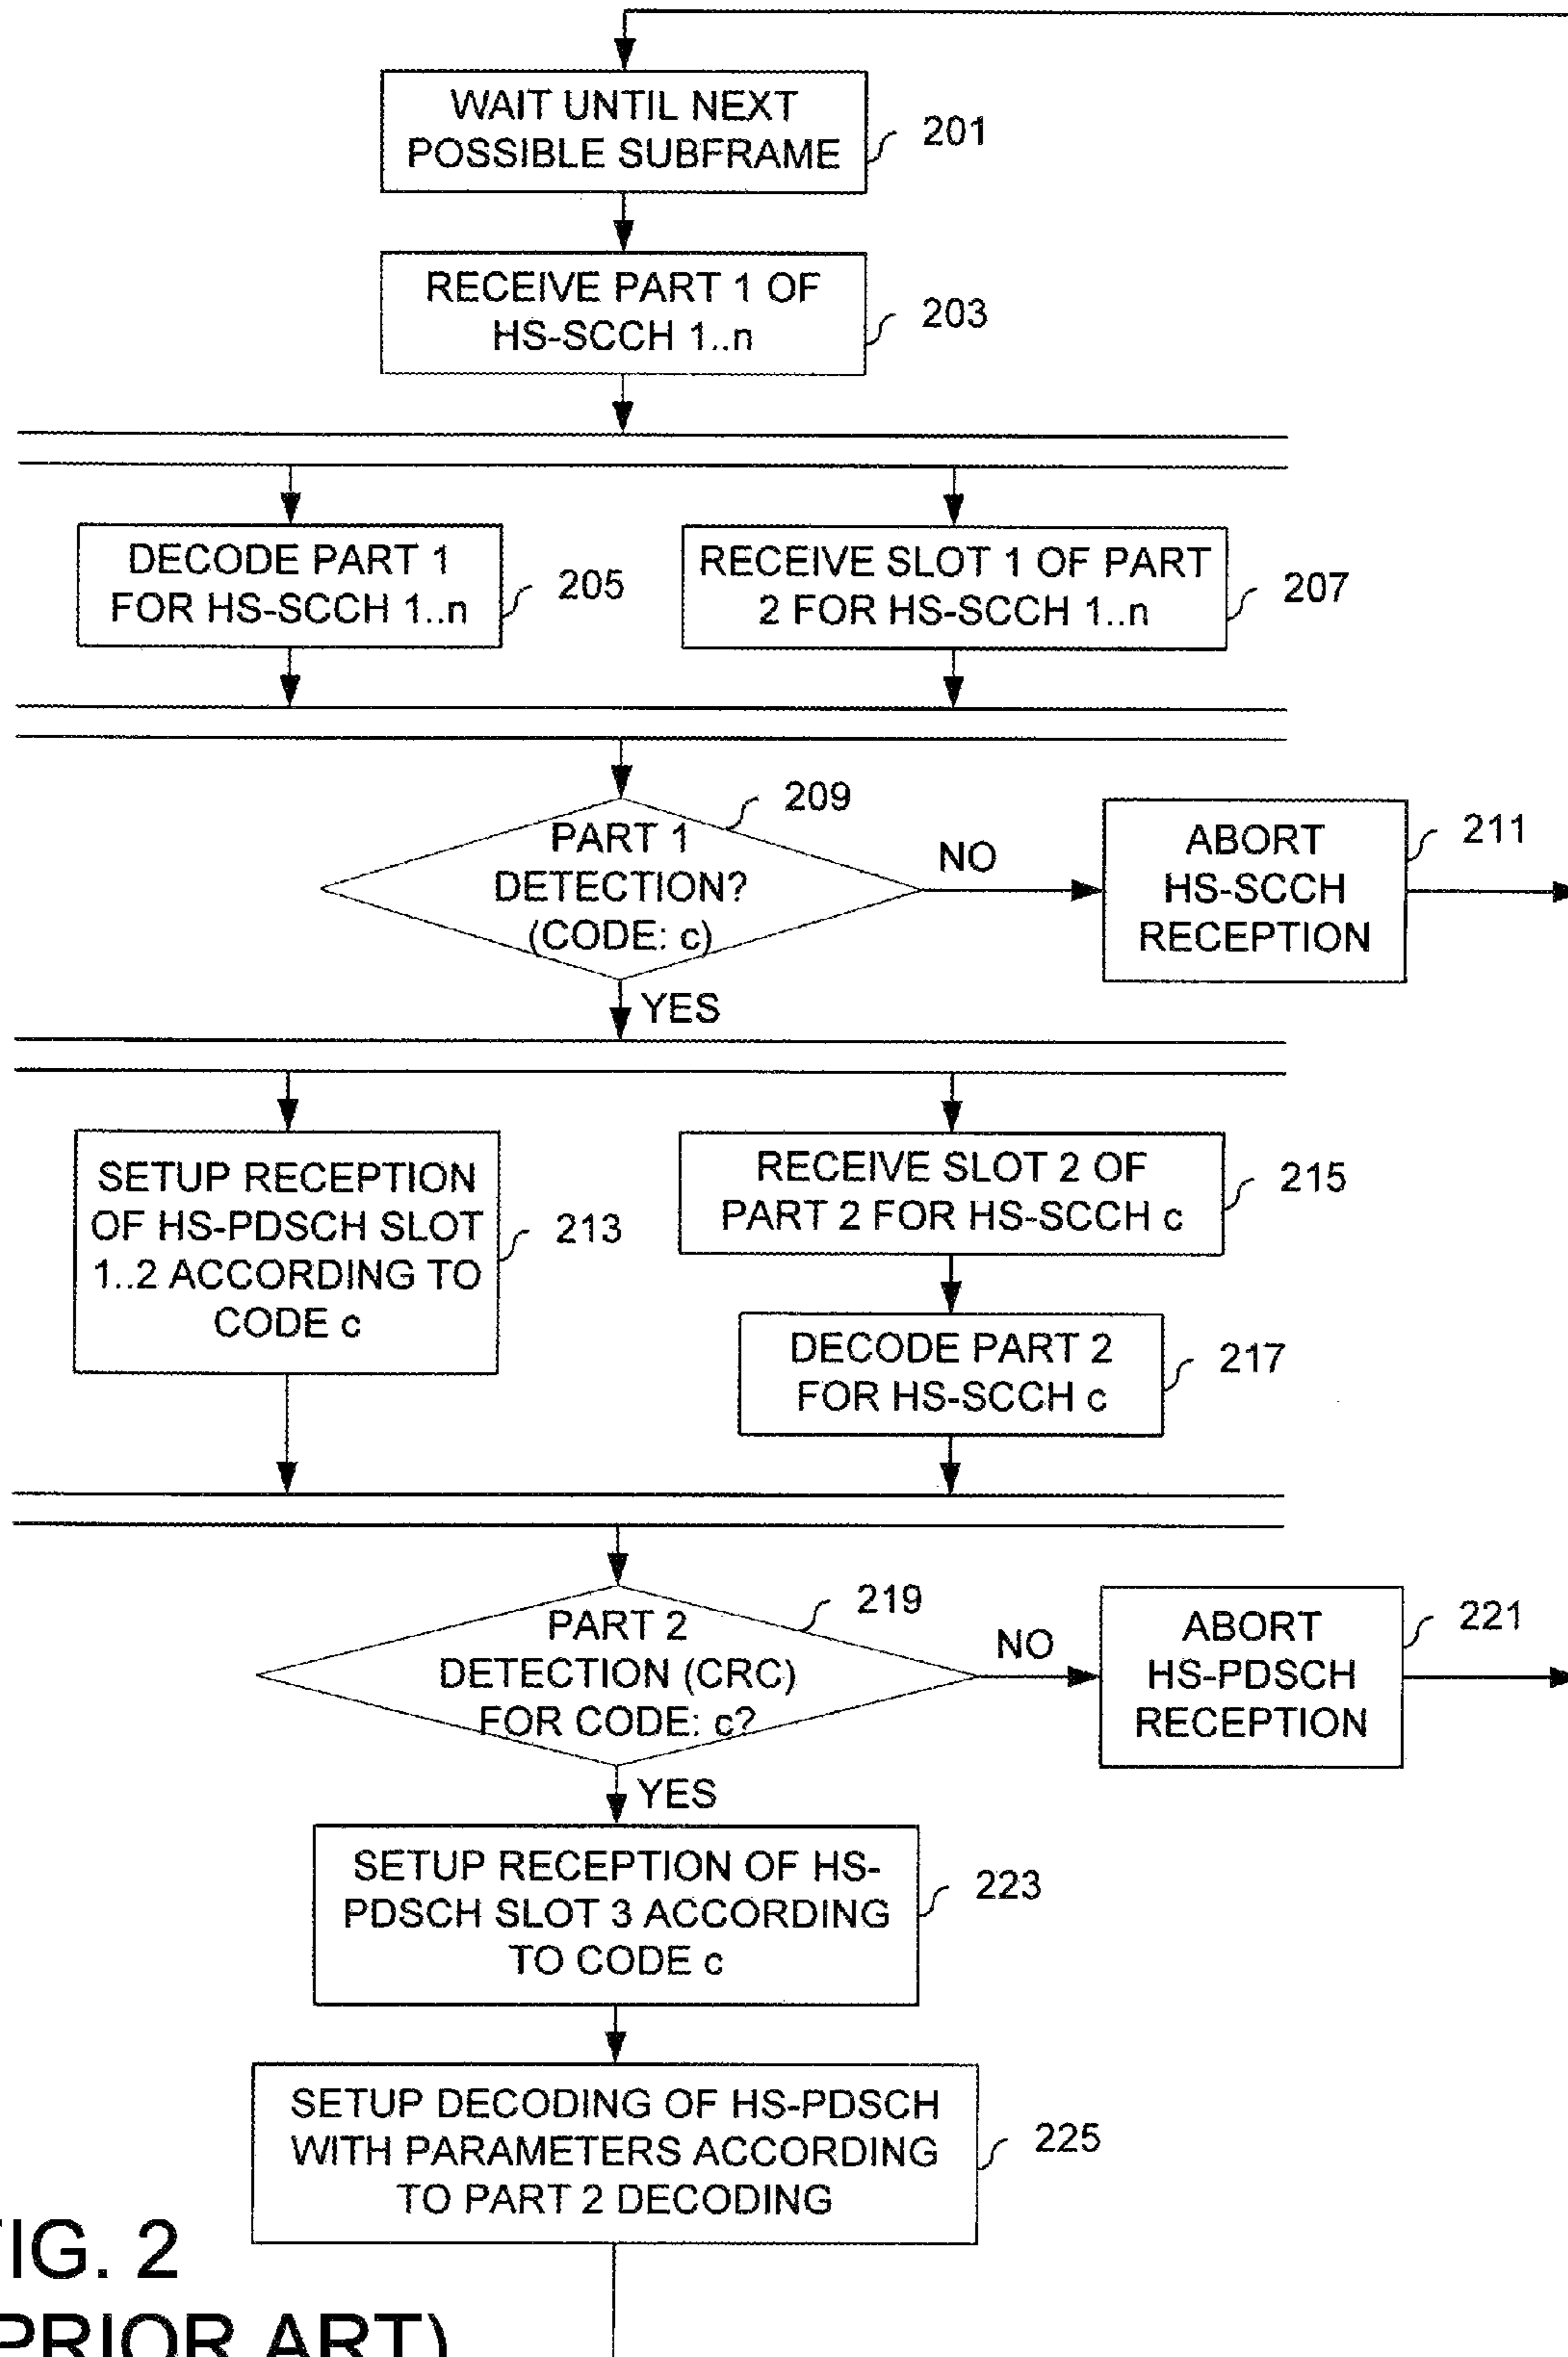 WAIT UNTIL NEXT
POSSIBLE SUBFRAME
201
RECEIVE PART 1 OF
HS-SCCH 1..n
203
DECODE PART 1
FOR HS-SCCH 1..n
205
RECEIVE SLOT 1 OF PART
2 FOR HS-SCCH 1..n
207
209
PART 1
DETECTION?
(CODE: c)
NO
ABORT
HS-SCCH
RECEPTION
211
YES
SETUP RECEPTION
OF HS-PDSCH SLOT
1..2 ACCORDING TO
CODE c
213
RECEIVE SLOT 2 OF
PART 2 FOR HS-SCCH c
215
DECODE PART 2
FOR HS-SCCH c
217
219
PART 2
DETECTION (CRC)
FOR CODE: c?
NO
ABORT
HS-PDSCH
RECEPTION
221
YES
SETUP RECEPTION OF HS-
PDSCH SLOT 3 ACCORDING
TO CODE c
223
SETUP DECODING OF HS-PDSCH
WITH PARAMETERS ACCORDING
TO PART 2 DECODING
225
IG. 2
PRIOR ART)